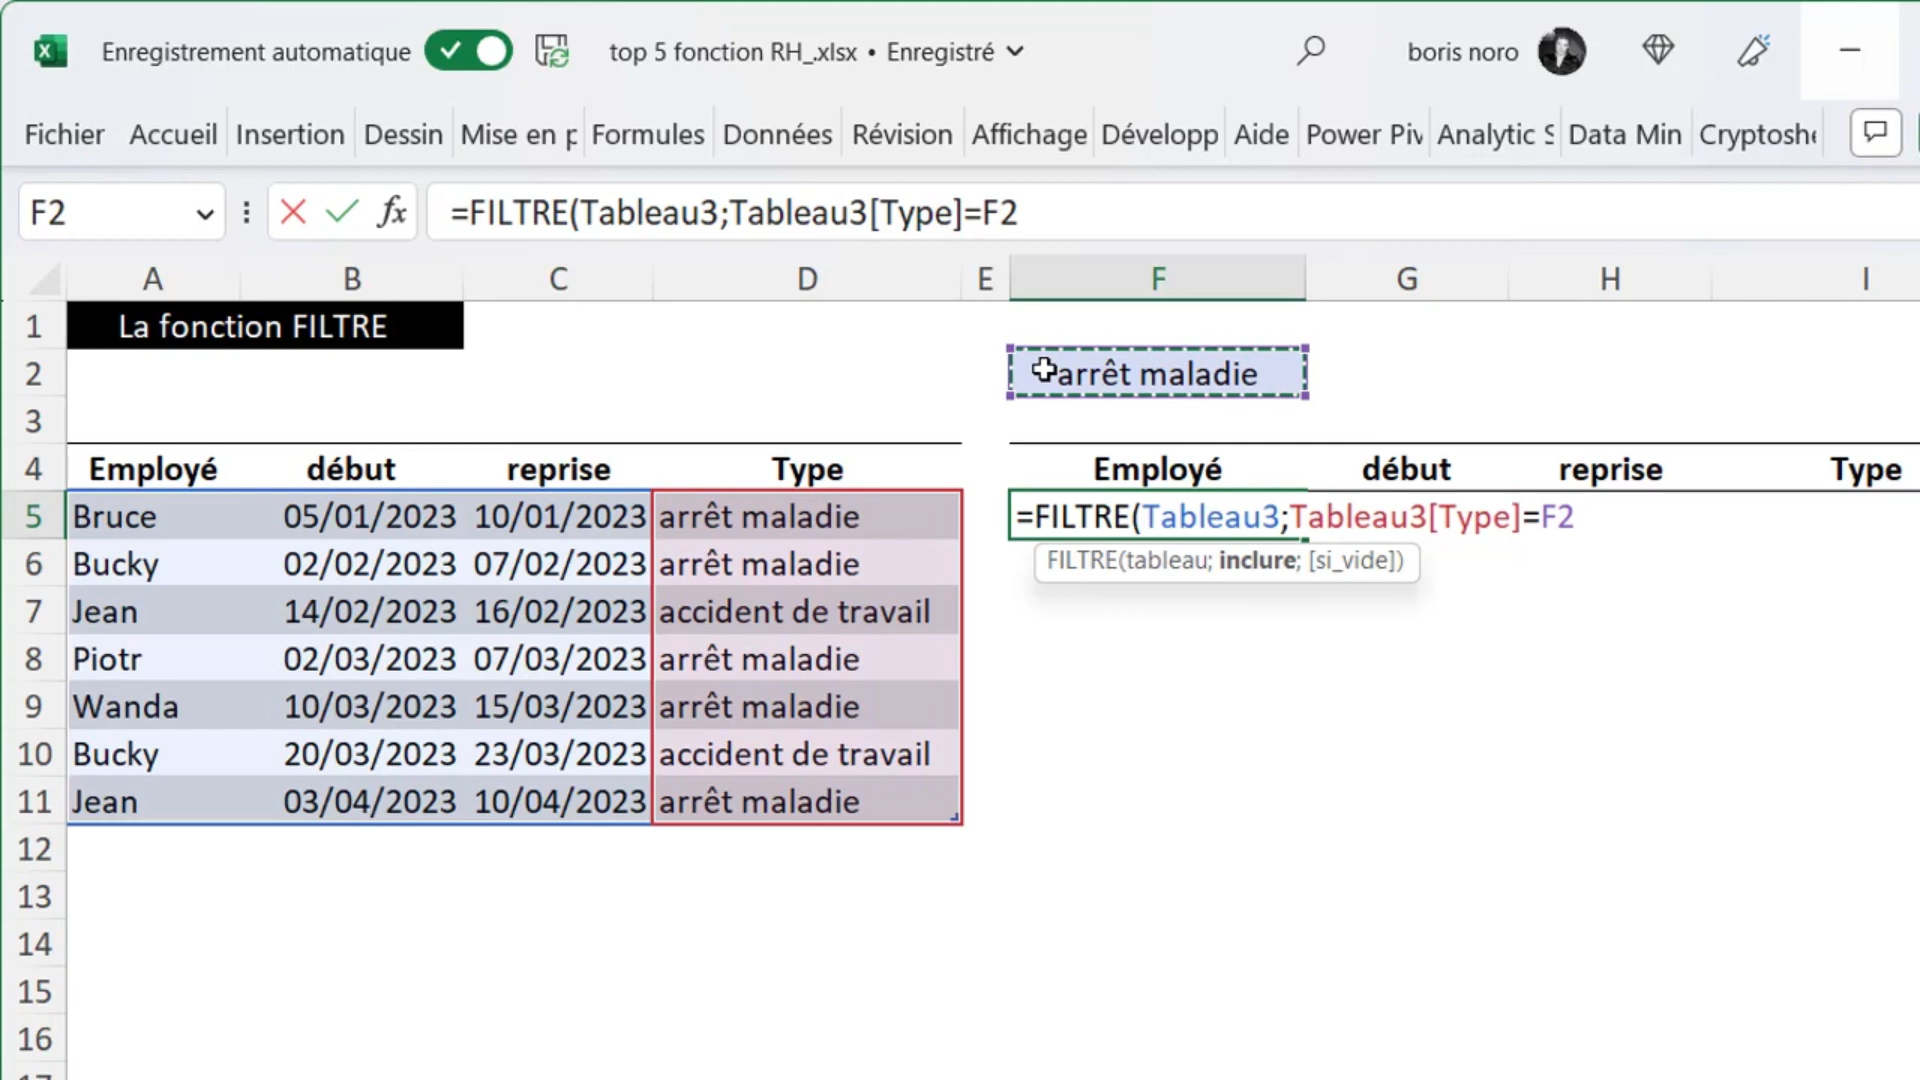 Enregistrement automatique top 5 fonction RH_.xlsx • Enregistré boris noro
Fichier Accueil Insertion Dessin Mise en p Formules Données Révision Affichage Développ Aide Power Piv Analytic S Data Min Cryptoshe
F2 fx =FILTRE(Tableau3;Tableau3[Type]=F2
A B C D E F G H I
1 La fonction FILTRE
2 arrêt maladie
3
4 Employé début reprise Type Employé début reprise Type
5 Bruce 05/01/2023 10/01/2023 arrêt maladie =FILTRE(Tableau3;Tableau3[Type]=F2
FILTRE(tableau; inclure; [si_vide])
6 Bucky 02/02/2023 07/02/2023 arrêt maladie
7 Jean 14/02/2023 16/02/2023 accident de travail
8 Piotr 02/03/2023 07/03/2023 arrêt maladie
9 Wanda 10/03/2023 15/03/2023 arrêt maladie
10 Bucky 20/03/2023 23/03/2023 accident de travail
11 Jean 03/04/2023 10/04/2023 arrêt maladie
12
13
14
15
16
17